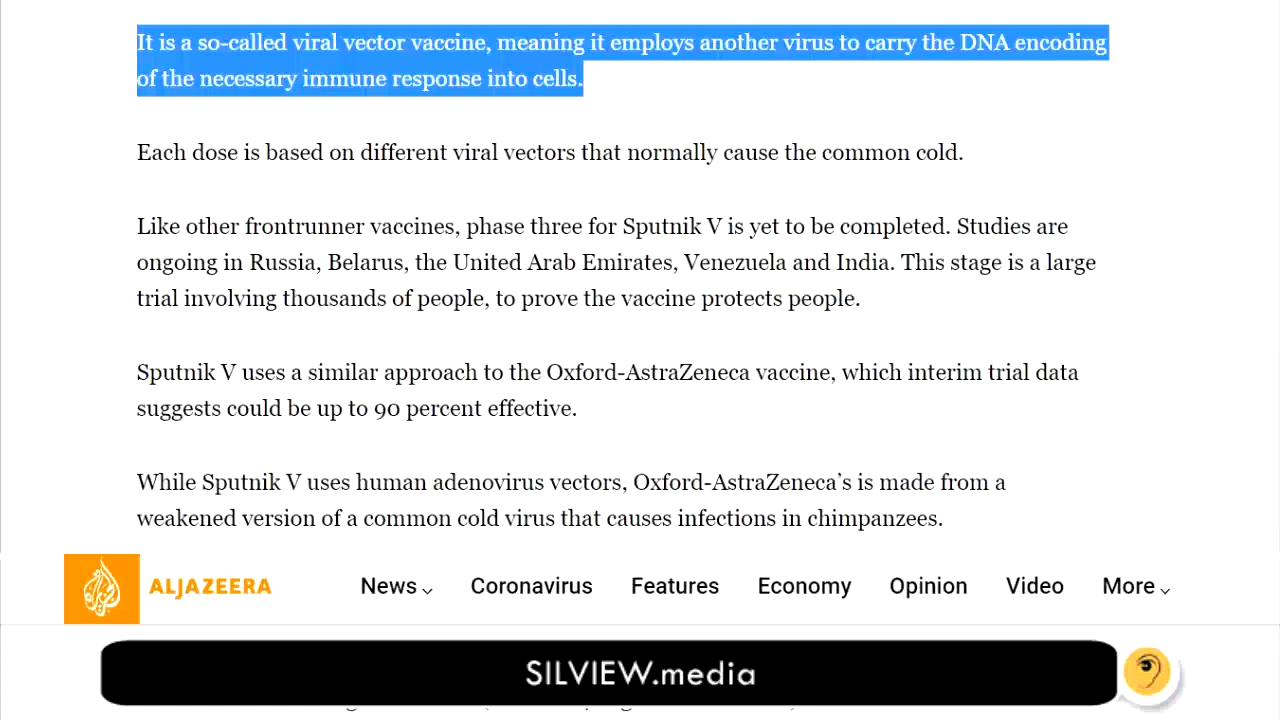 It is a so-called viral vector vaccine, meaning it employs another virus to carry the DNA encoding
of the necessary immune response into cells.
Each dose is based on different viral vectors that normally cause the common cold.
Like other frontrunner vaccines, phase three for Sputnik V is yet to be completed. Studies are
ongoing in Russia, Belarus, the United Arab Emirates, Venezuela and India. This stage is a large
trial involving thousands of people, to prove the vaccine protects people.
Sputnik V uses a similar approach to the Oxford-AstraZeneca vaccine, which interim trial data
suggests could be up to 90 percent effective.
While Sputnik V uses human adenovirus vectors, Oxford-AstraZeneca’s is made from a
weakened version of a common cold virus that causes infections in chimpanzees.
ALJAZEERA News Coronavirus Features Economy Opinion Video More
SILVIEW.media